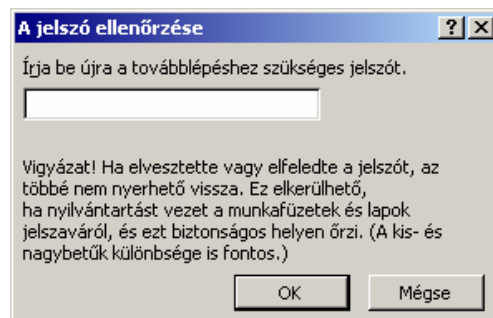 A jelszó ellenőrzése
Írja be újra a továbblépéshez szükséges jelszót.
Vigyázat! Ha elvesztette vagy elfeledte a jelszót, az
többé nem nyerhető vissza. Ez elkerülhető,
ha nyilvántartást vezet a munkafüzetek és lapok
jelszaváról, és ezt biztonságos helyen őrzi. (A kis- és
nagybetűk különbsége is fontos.)
OK Mégse